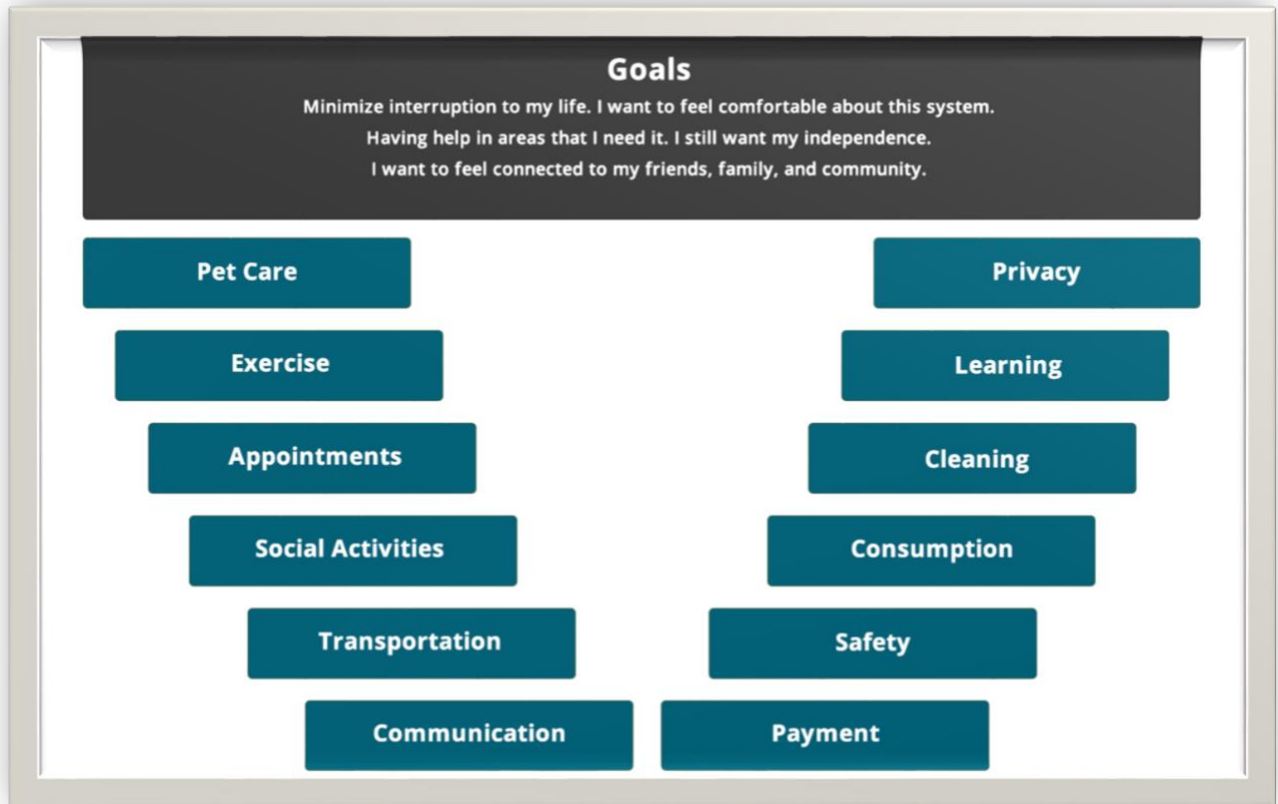 Goals
Minimize interruption to my life. I want to feel comfortable about this system.
Having help in areas that I need it. I still want my independence.
I want to feel connected to my friends, family, and community.
Pet Care
Privacy
Exercise
Learning
Appointments
Cleaning
Social Activities
Consumption
Transportation
Safety
Communication
Payment